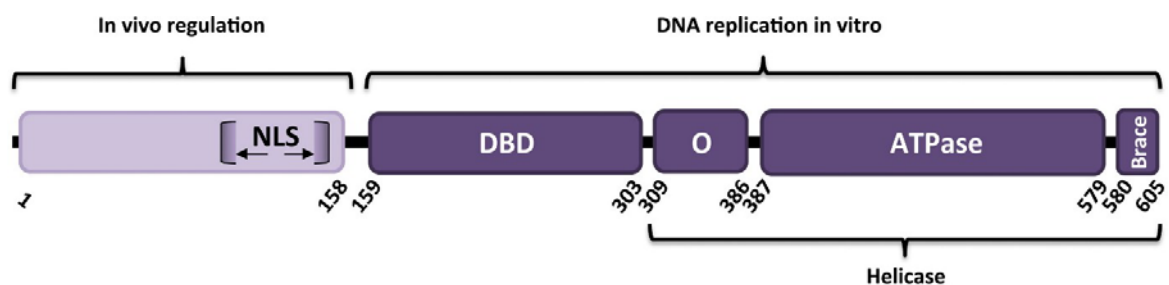 In vivo regulation
DNA replication in vitro
NLS
DBD
O
ATPase
Brace
1
158
159
303
309
386
387
579
580
605
Helicase